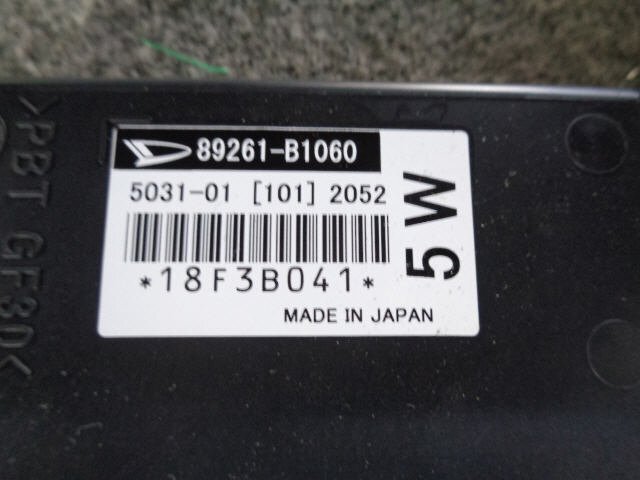 89261-B1060
5031-01 [101] 2052
*18F3B041*
MADE IN JAPAN
5W
>PBT GF30<